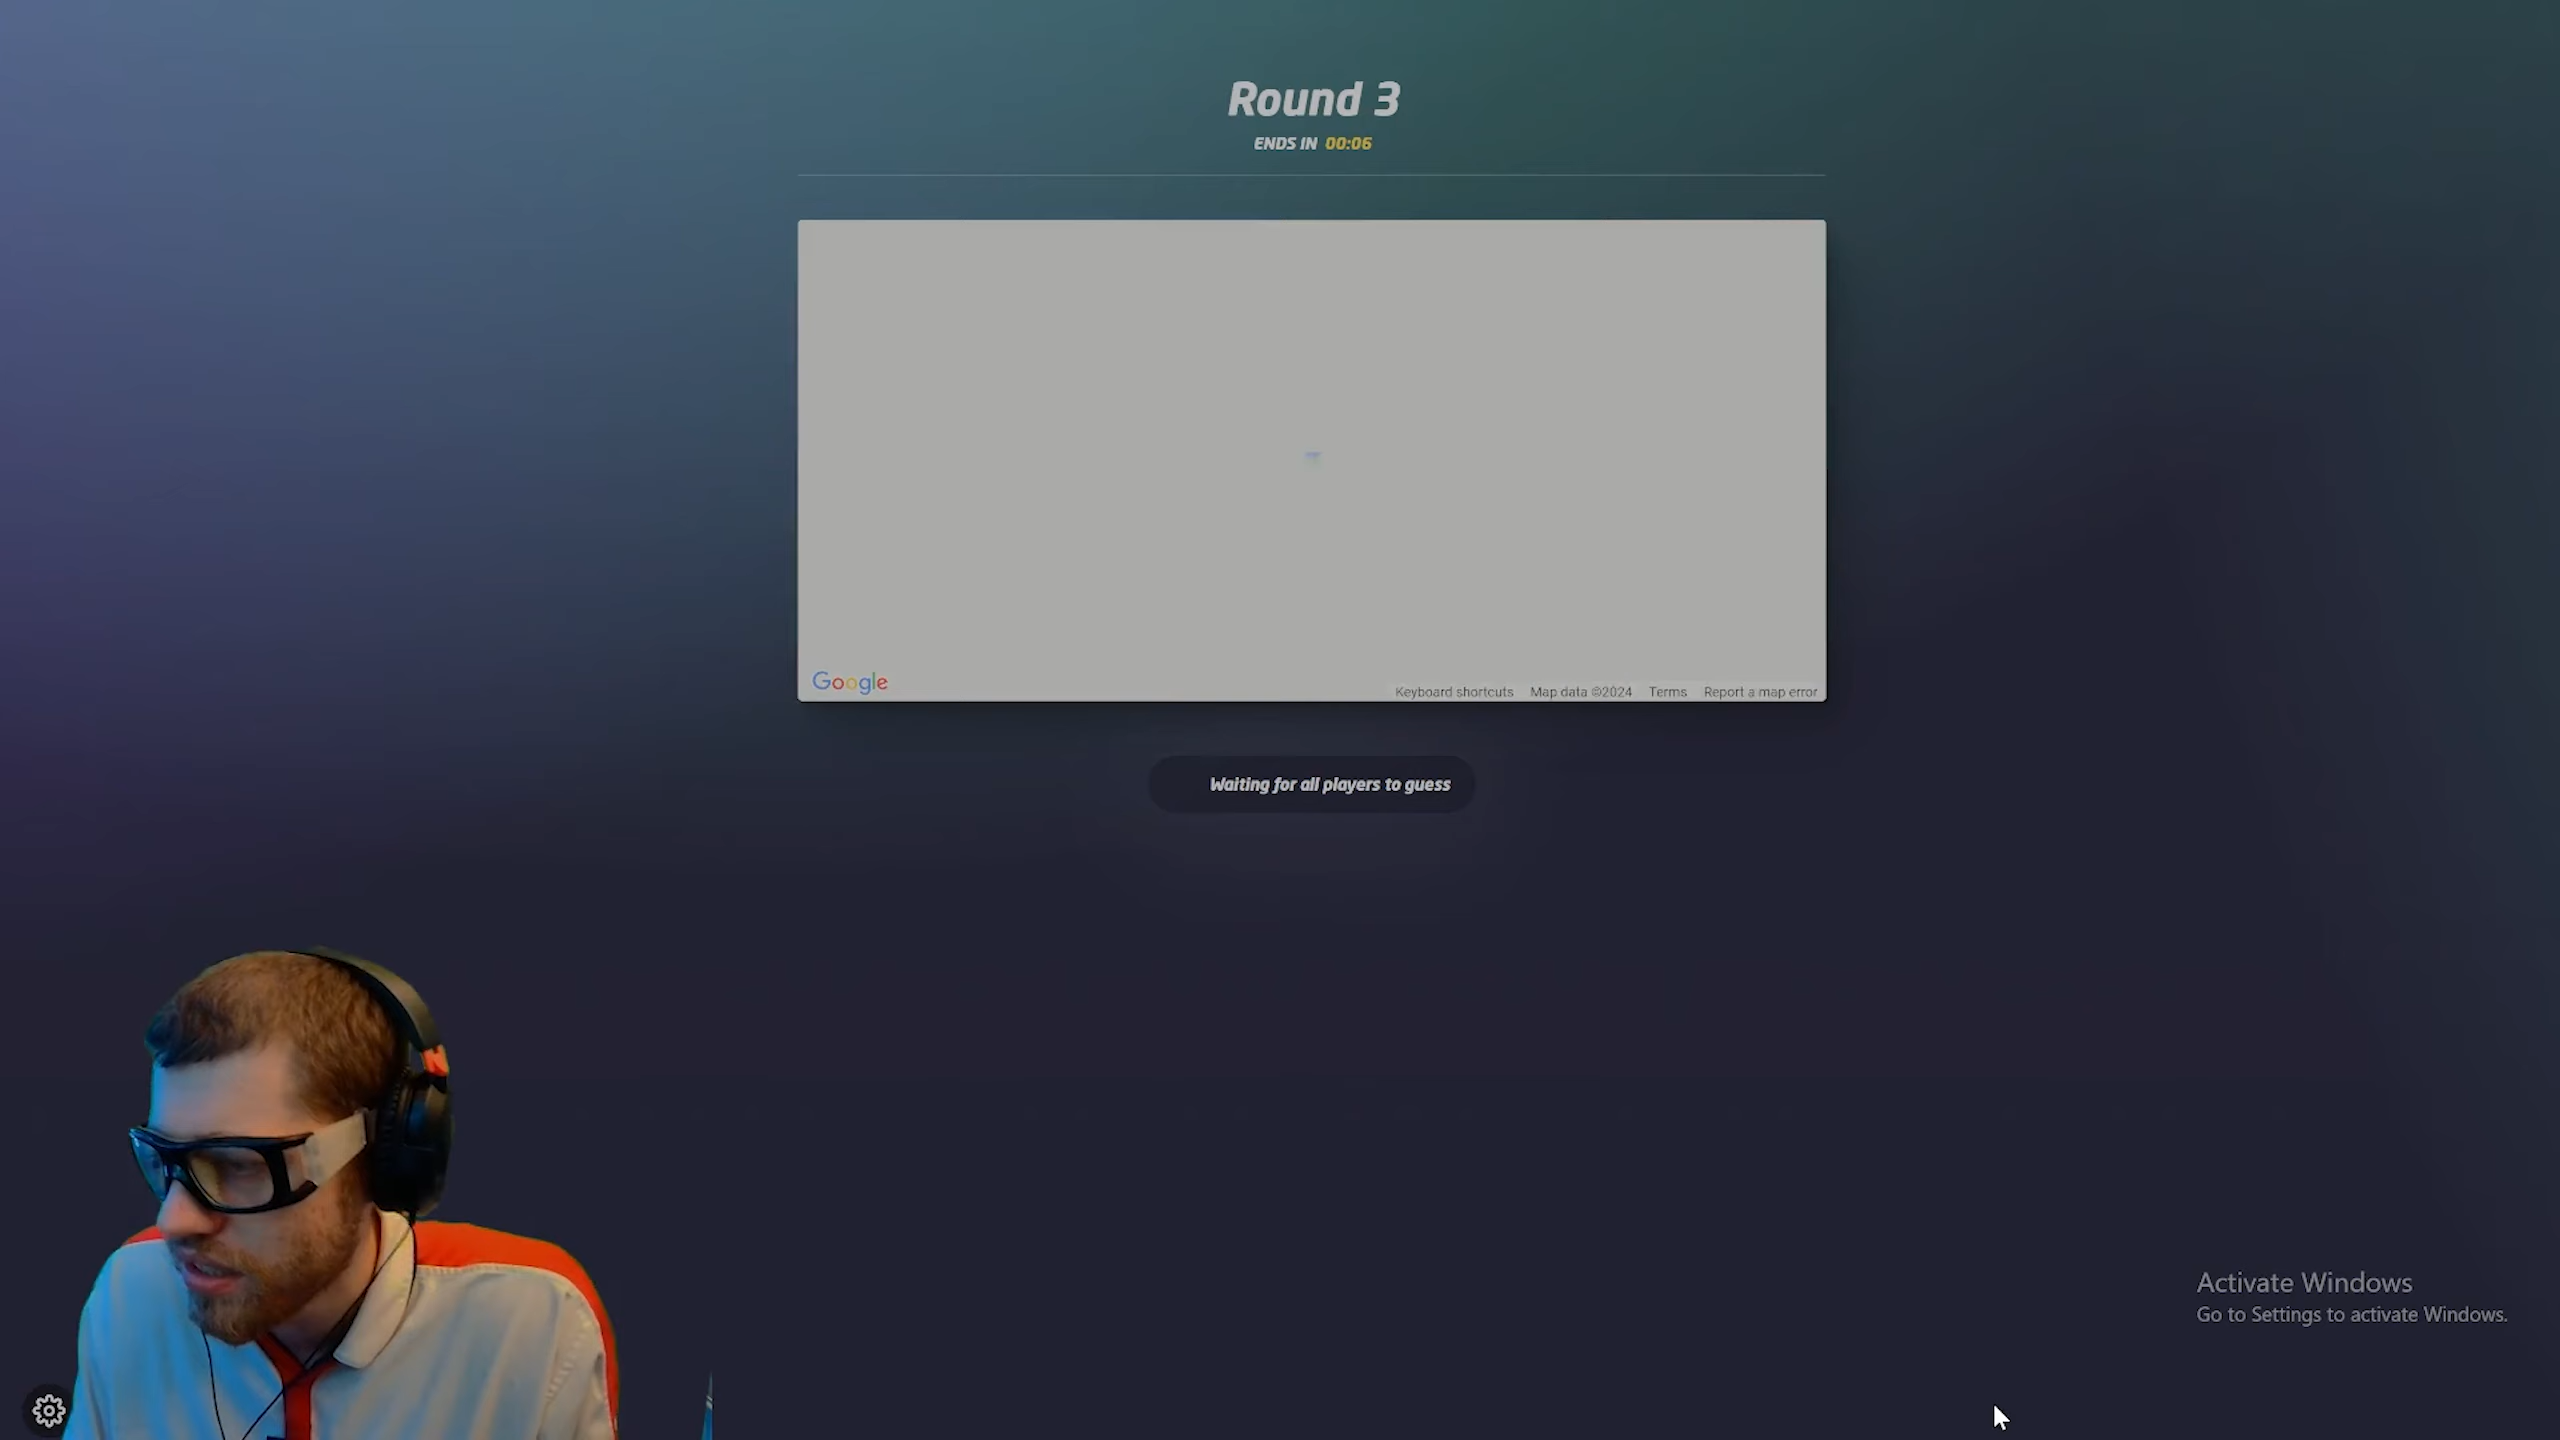 Round 3
ENDS IN 00:06
Google
Keyboard shortcuts Map data ©2024 Terms Report a map error
Waiting for all players to guess
Activate Windows
Go to Settings to activate Windows.